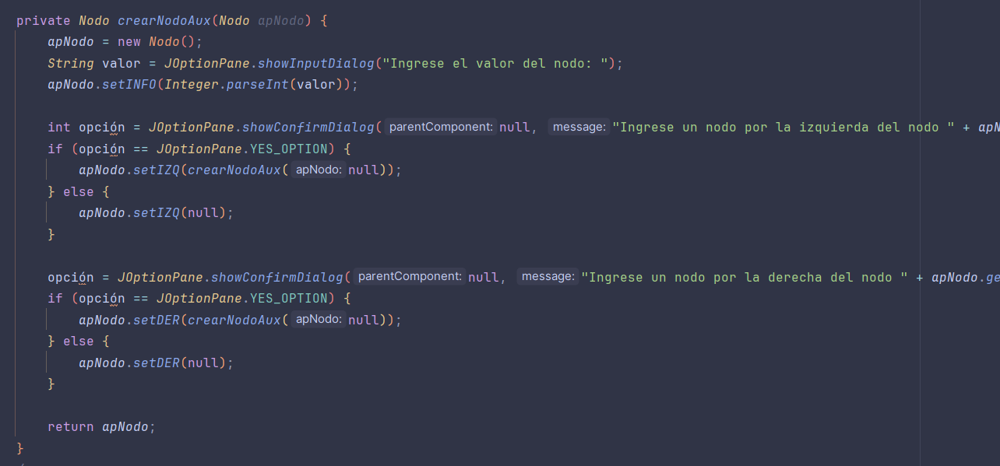 private Nodo crearNodoAux(Nodo apNodo) {
apNodo = new Nodo();
String valor = JOptionPane.showInputDialog("Ingrese el valor del nodo: ");
apNodo.setINFO(Integer.parseInt(valor));
int opción = JOptionPane.showConfirmDialog( parentComponent: null, message: "Ingrese un nodo por la izquierda del nodo " + apN
if (opción == JOptionPane.YES_OPTION) {
apNodo.setIZQ(crearNodoAux( apNodo: null));
} else {
apNodo.setIZQ(null);
}
opción = JOptionPane.showConfirmDialog( parentComponent: null, message: "Ingrese un nodo por la derecha del nodo " + apNodo.ge
if (opción == JOptionPane.YES_OPTION) {
apNodo.setDER(crearNodoAux( apNodo: null));
} else {
apNodo.setDER(null);
}
return apNodo;
}